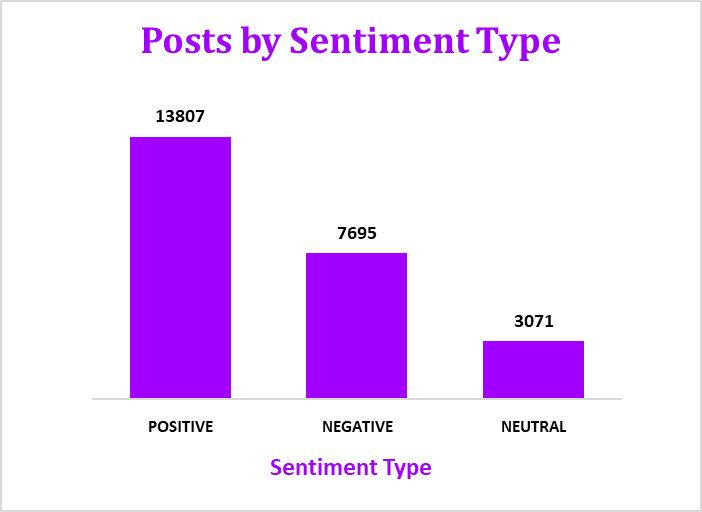 Posts by Sentiment Type
13807
7695
3071
POSITIVE
NEGATIVE
NEUTRAL
Sentiment Type